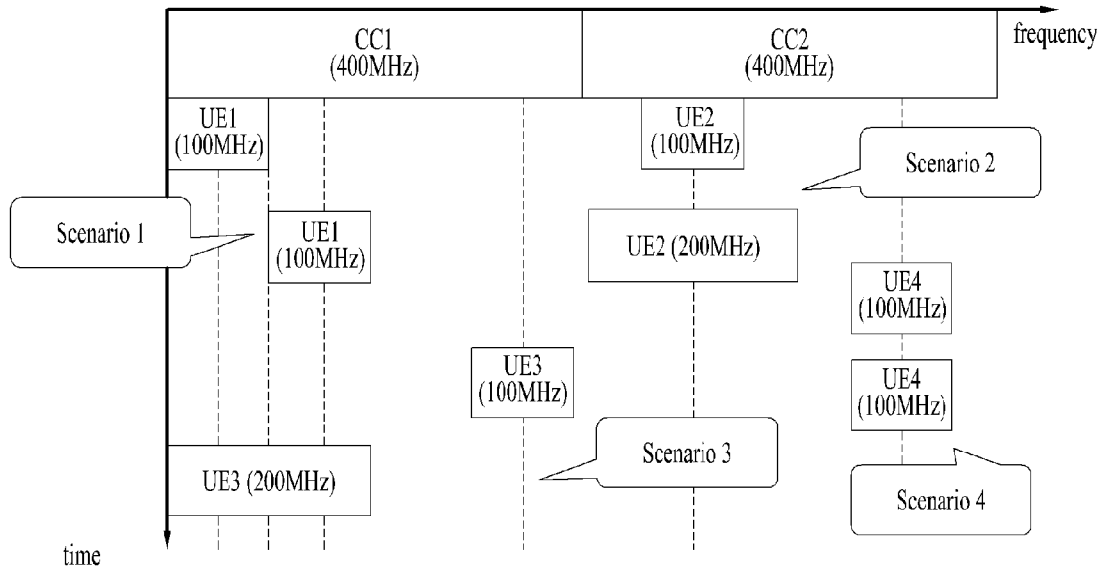 frequency
CC1
(400MHz)
CC2
(400MHz)
UE1
(100MHz)
UE2
(100MHz)
Scenario 2
Scenario 1
UE1
(100MHz)
UE2 (200MHz)
UE4
(100MHz)
UE3
(100MHz)
UE4
(100MHz)
Scenario 3
UE3 (200MHz)
Scenario 4
time